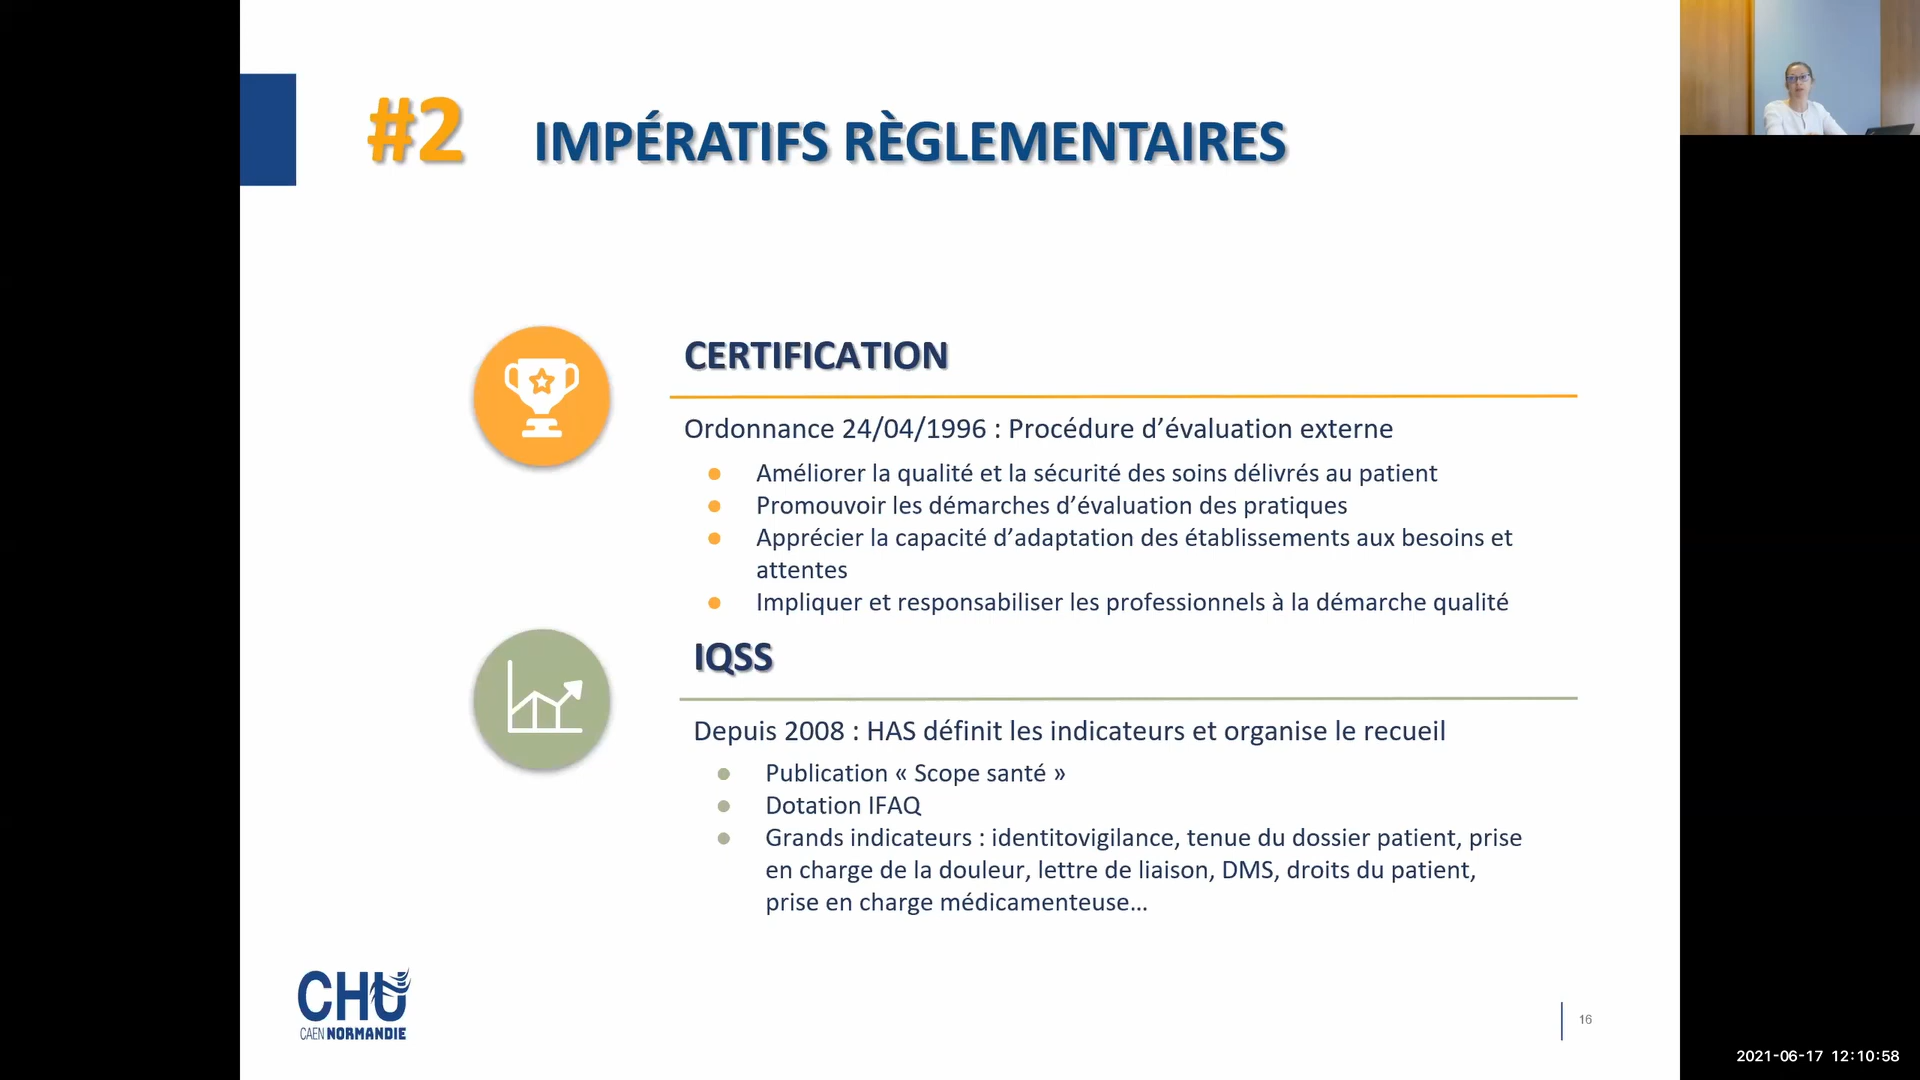 #2 IMPÉRATIFS RÈGLEMENTAIRES
CERTIFICATION
Ordonnance 24/04/1996 : Procédure d’évaluation externe
● Améliorer la qualité et la sécurité des soins délivrés au patient
● Promouvoir les démarches d’évaluation des pratiques
● Apprécier la capacité d’adaptation des établissements aux besoins et
attentes
● Impliquer et responsabiliser les professionnels à la démarche qualité
IQSS
Depuis 2008 : HAS définit les indicateurs et organise le recueil
● Publication « Scope santé »
● Dotation IFAQ
● Grands indicateurs : identitovigilance, tenue du dossier patient, prise
en charge de la douleur, lettre de liaison, DMS, droits du patient,
prise en charge médicamenteuse…
CHU
CAEN NORMANDIE
16
2021-06-17 12:10:58